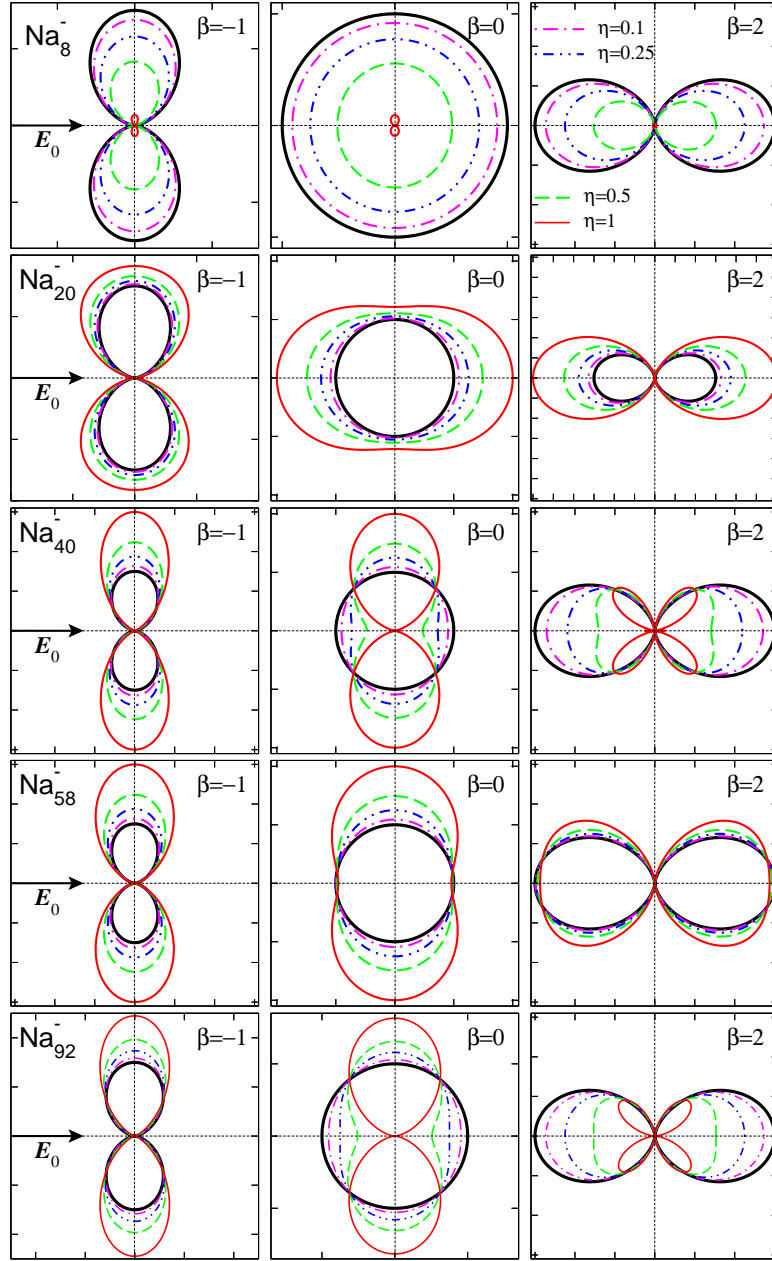 Na₈⁻ β=−1
β=0
β=2
η=0.1
η=0.25
η=0.5
η=1
E₀
Na₂₀⁻ β=−1
β=0
β=2
E₀
Na₄₀⁻ β=−1
β=0
β=2
E₀
Na₅₈⁻ β=−1
β=0
β=2
E₀
Na₉₂⁻ β=−1
β=0
β=2
E₀